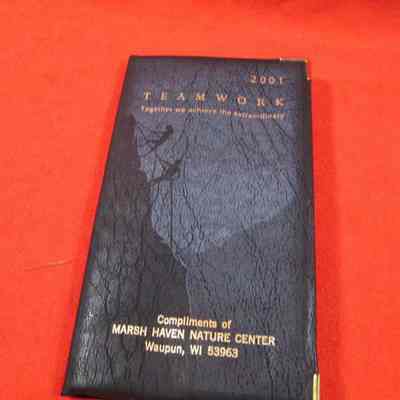 2001
TEAMWORK
Together we achieve the extraordinary
Compliments of
MARSH HAVEN NATURE CENTER
Waupun, WI 53963